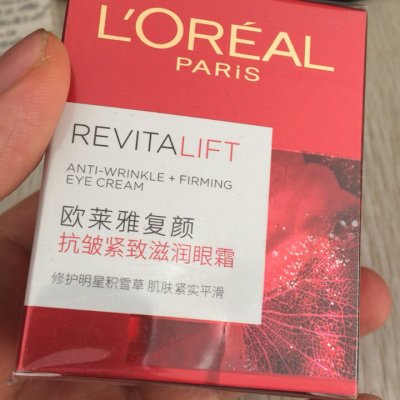 L'ORÉAL
PARiS
REVITALIFT
ANTI-WRINKLE + FIRMING
EYE CREAM
欧莱雅复颜
抗皱紧致滋润眼霜
修护明星积雪草 肌肤紧实平滑